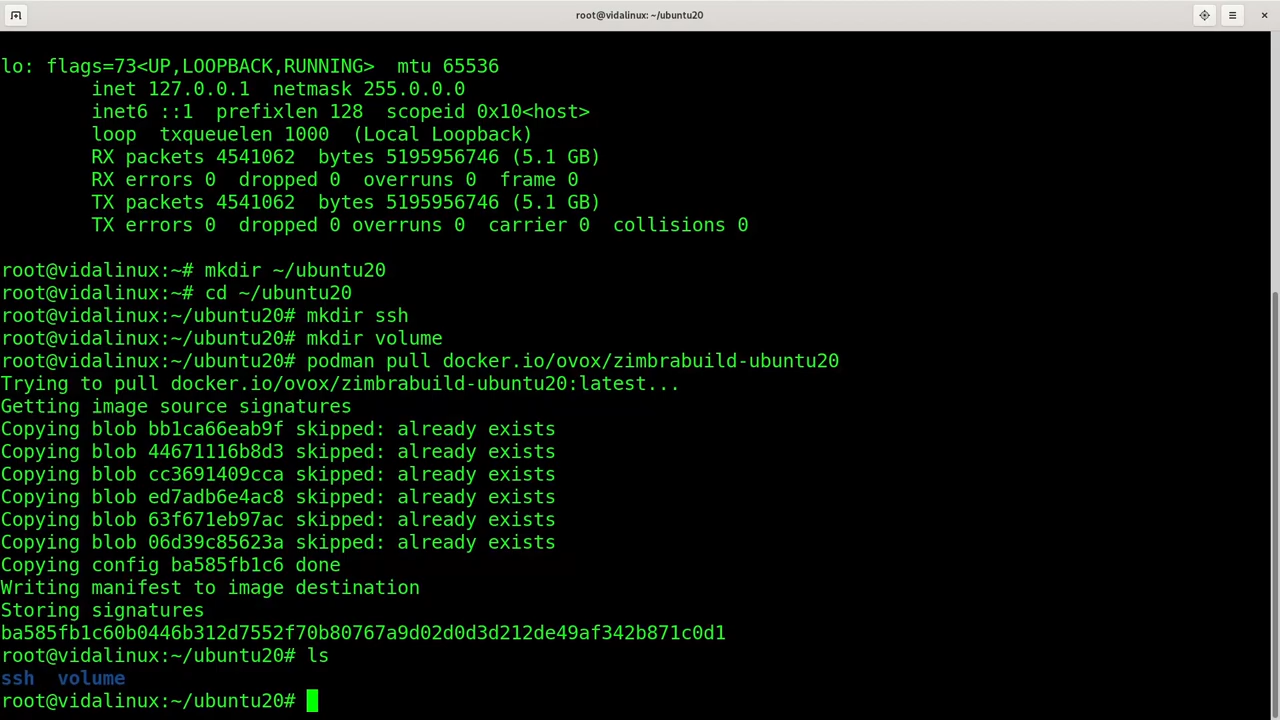 root@vidalinux: ~/ubuntu20
lo: flags=73<UP,LOOPBACK,RUNNING>  mtu 65536
        inet 127.0.0.1  netmask 255.0.0.0
        inet6 ::1  prefixlen 128  scopeid 0x10<host>
        loop  txqueuelen 1000  (Local Loopback)
        RX packets 4541062  bytes 5195956746 (5.1 GB)
        RX errors 0  dropped 0  overruns 0  frame 0
        TX packets 4541062  bytes 5195956746 (5.1 GB)
        TX errors 0  dropped 0 overruns 0  carrier 0  collisions 0
root@vidalinux:~# mkdir ~/ubuntu20
root@vidalinux:~# cd ~/ubuntu20
root@vidalinux:~/ubuntu20# mkdir ssh
root@vidalinux:~/ubuntu20# mkdir volume
root@vidalinux:~/ubuntu20# podman pull docker.io/ovox/zimbrabuild-ubuntu20
Trying to pull docker.io/ovox/zimbrabuild-ubuntu20:latest...
Getting image source signatures
Copying blob bb1ca66eab9f skipped: already exists
Copying blob 44671116b8d3 skipped: already exists
Copying blob cc3691409cca skipped: already exists
Copying blob ed7adb6e4ac8 skipped: already exists
Copying blob 63f671eb97ac skipped: already exists
Copying blob 06d39c85623a skipped: already exists
Copying config ba585fb1c6 done
Writing manifest to image destination
Storing signatures
ba585fb1c60b0446b312d7552f70b80767a9d02d0d3d212de49af342b871c0d1
root@vidalinux:~/ubuntu20# ls
ssh  volume
root@vidalinux:~/ubuntu20#